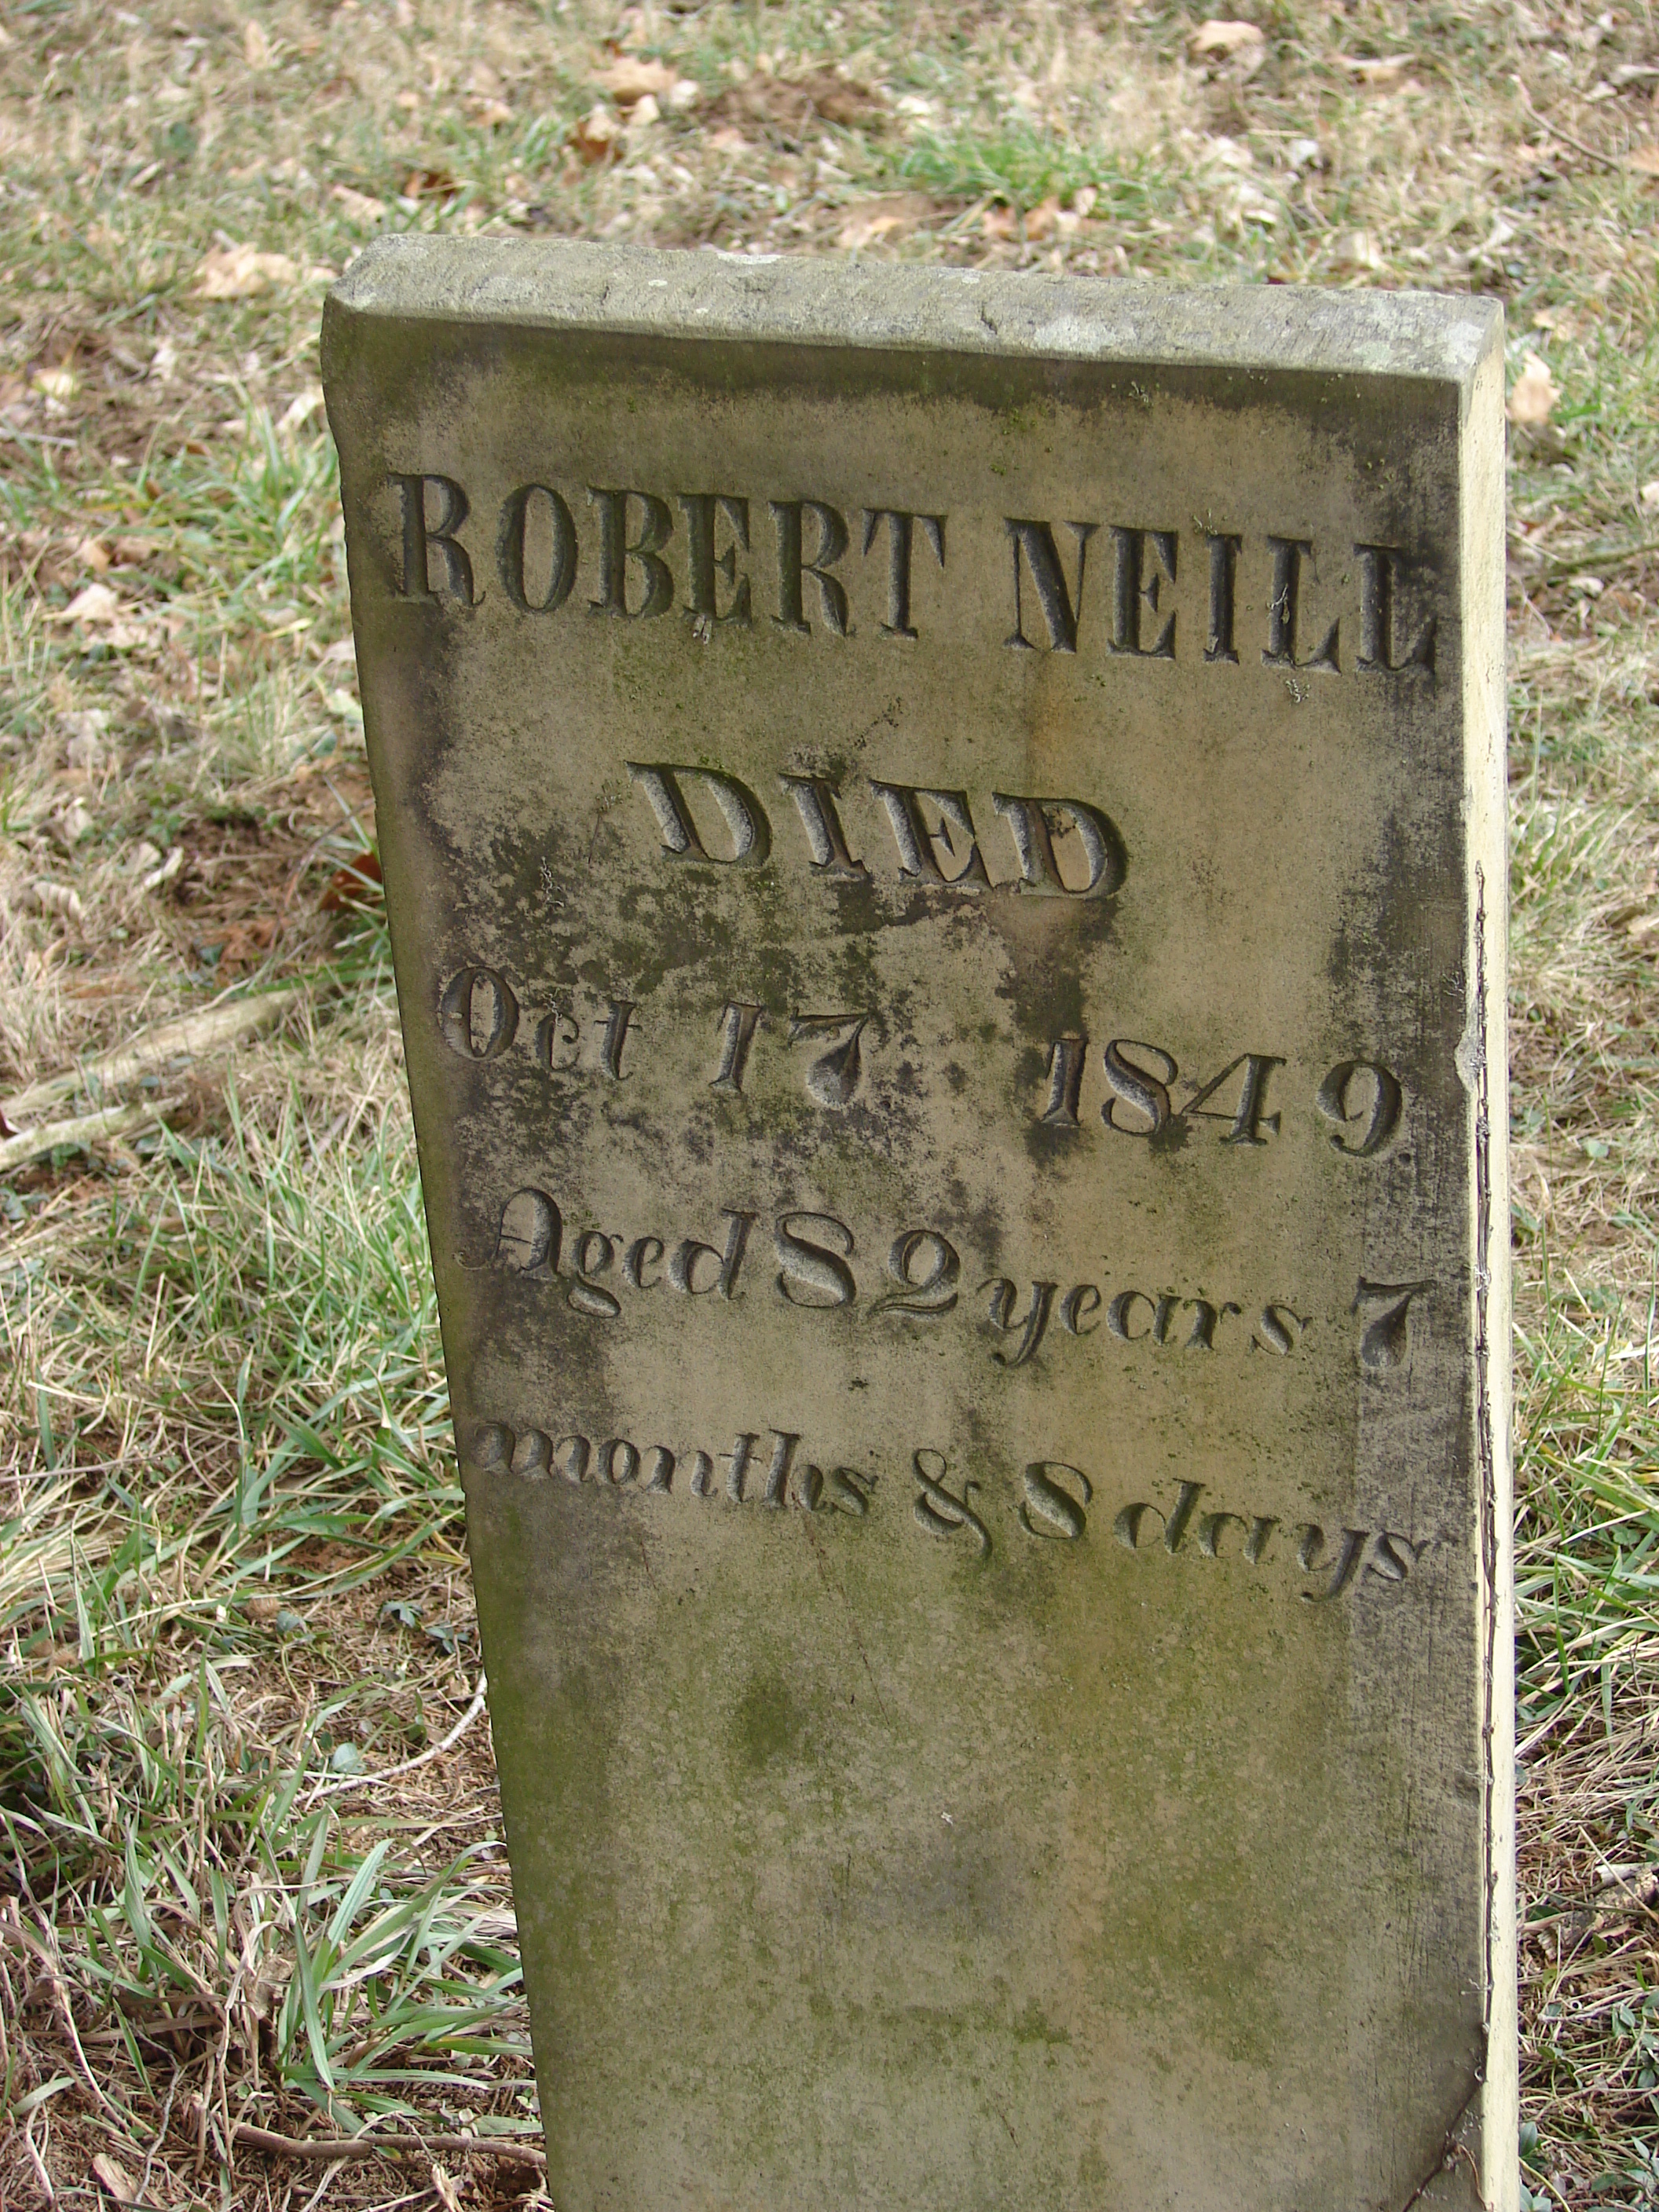 ROBERT NEILL
DIED
Oct 17 1849.
Aged 82 years 7
months & 8 days